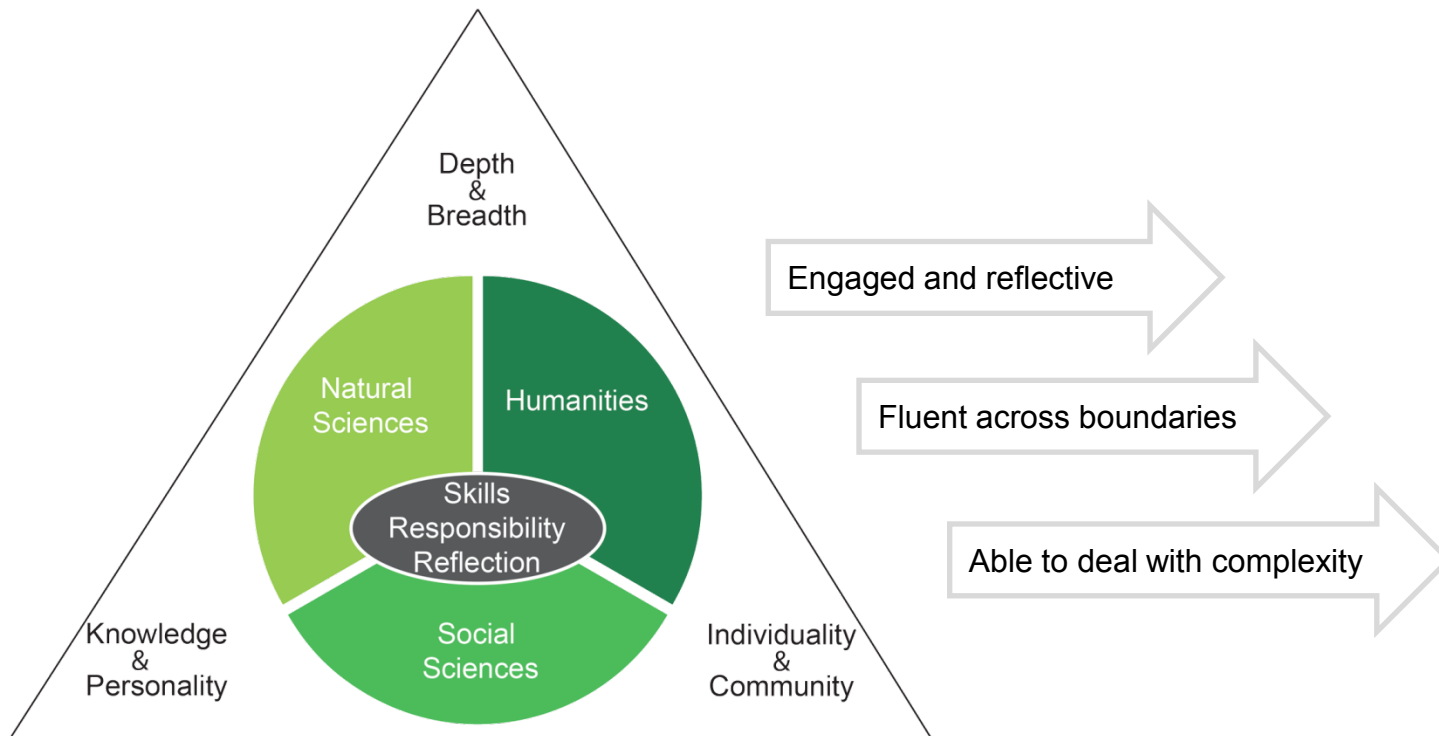 Depth
&
Breadth
Natural
Sciences
Humanities
Skills
Responsibility
Reflection
Social
Sciences
Knowledge
&
Personality
Individuality
&
Community
Engaged and reflective
Fluent across boundaries
Able to deal with complexity